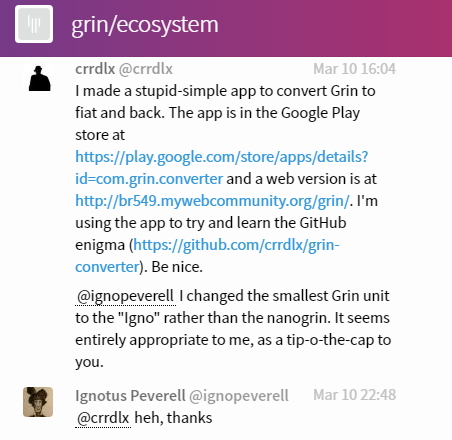 grin/ecosystem
crrdlx @crrdlx Mar 10 16:04
I made a stupid-simple app to convert Grin to
fiat and back. The app is in the Google Play
store at
https://play.google.com/store/apps/details?
id=com.grin.converter and a web version is at
http://br549.mywebcommunity.org/grin/. I'm
using the app to try and learn the GitHub
enigma (https://github.com/crrdlx/grin-
converter). Be nice.
@ignopeverell I changed the smallest Grin unit
to the "Igno" rather than the nanogrin. It seems
entirely appropriate to me, as a tip-o-the-cap to
you.
Ignotus Peverell @ignopeverell Mar 10 22:48
@crrdlx heh, thanks